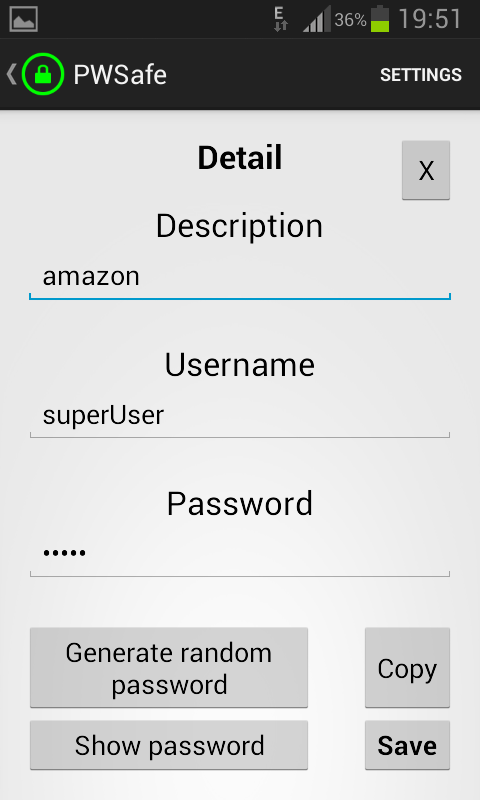 E 36% 19:51
PWSafe SETTINGS
Detail
X
Description
amazon
Username
superUser
Password
•••••
Generate random
password
Copy
Show password
Save